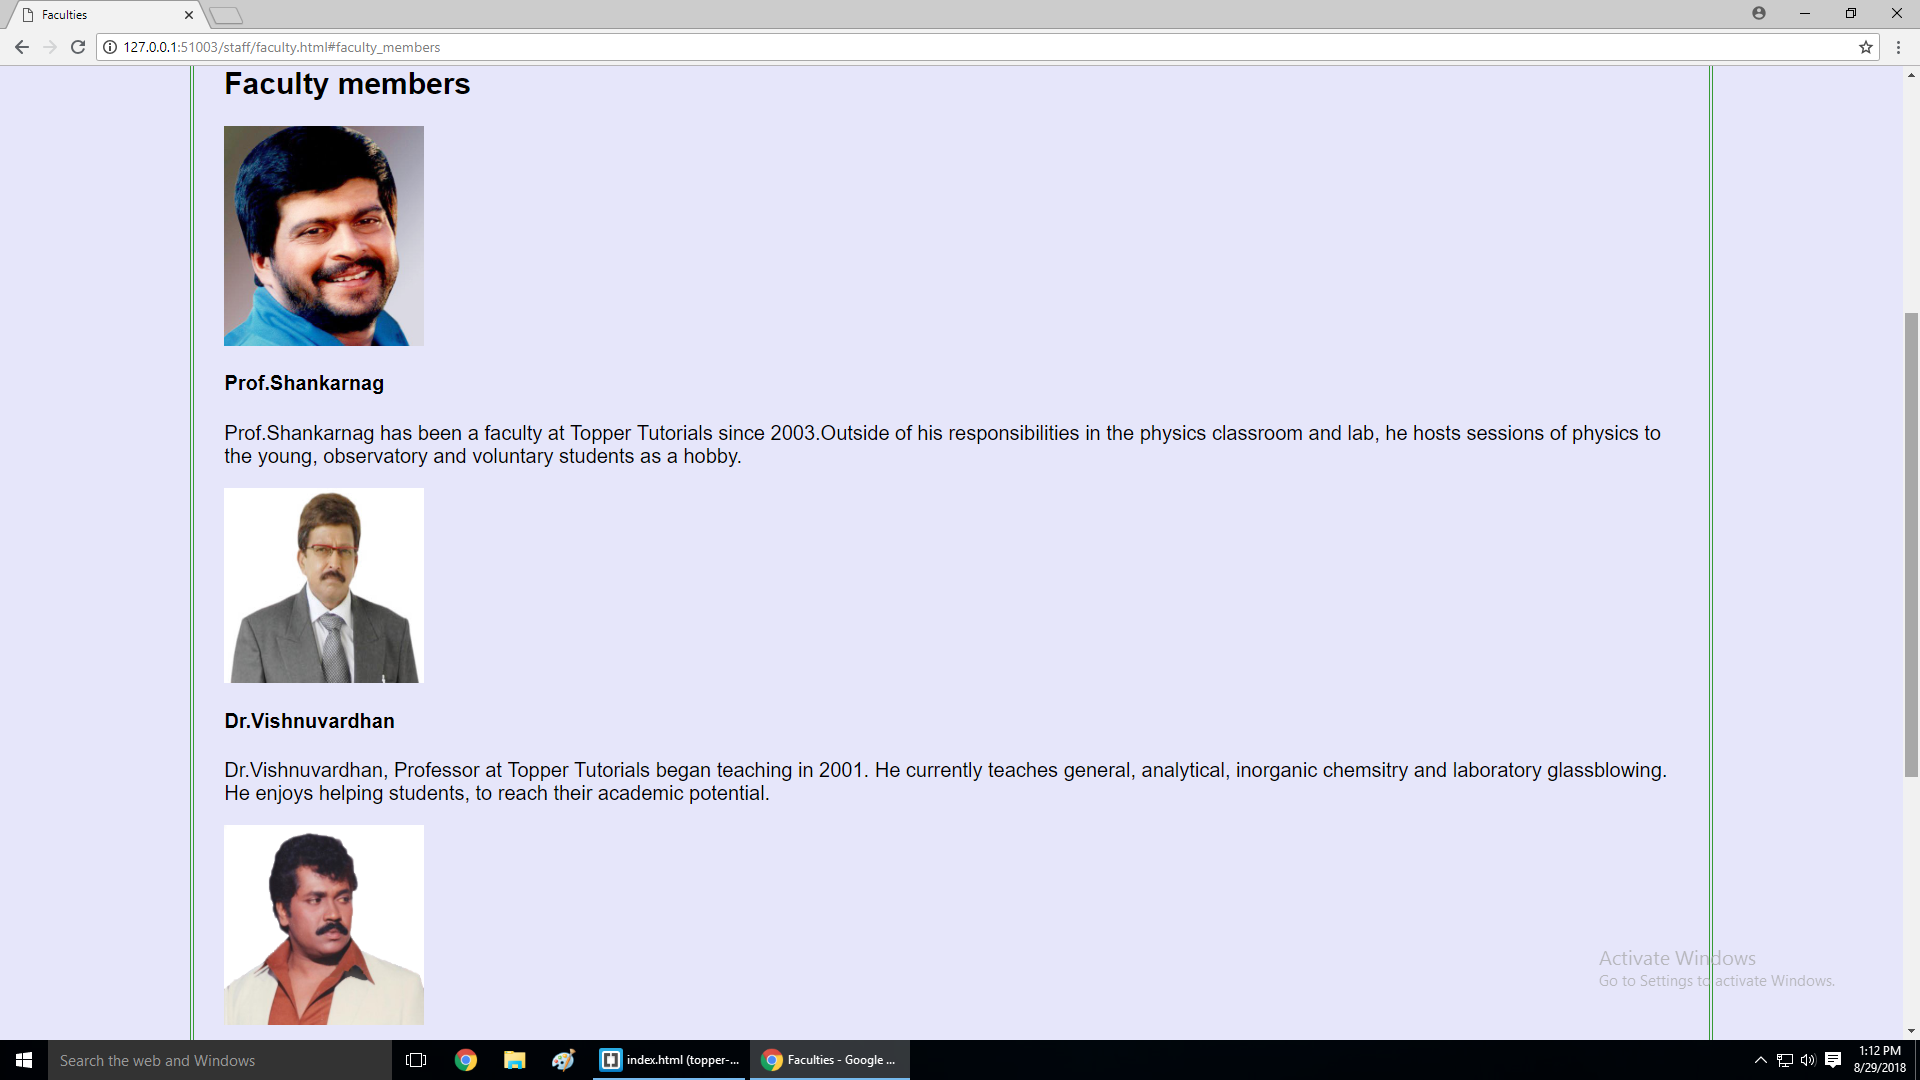 Faculties
127.0.0.1:51003/staff/faculty.html#faculty_members
Faculty members
Prof.Shankarnag
Prof.Shankarnag has been a faculty at Topper Tutorials since 2003.Outside of his responsibilities in the physics classroom and lab, he hosts sessions of physics to
the young, observatory and voluntary students as a hobby.
Dr.Vishnuvardhan
Dr.Vishnuvardhan, Professor at Topper Tutorials began teaching in 2001. He currently teaches general, analytical, inorganic chemsitry and laboratory glassblowing.
He enjoys helping students, to reach their academic potential.
Activate Windows
Go to Settings to activate Windows.
Search the web and Windows
index.html (topper-...
Faculties - Google ...
1:12 PM
8/29/2018